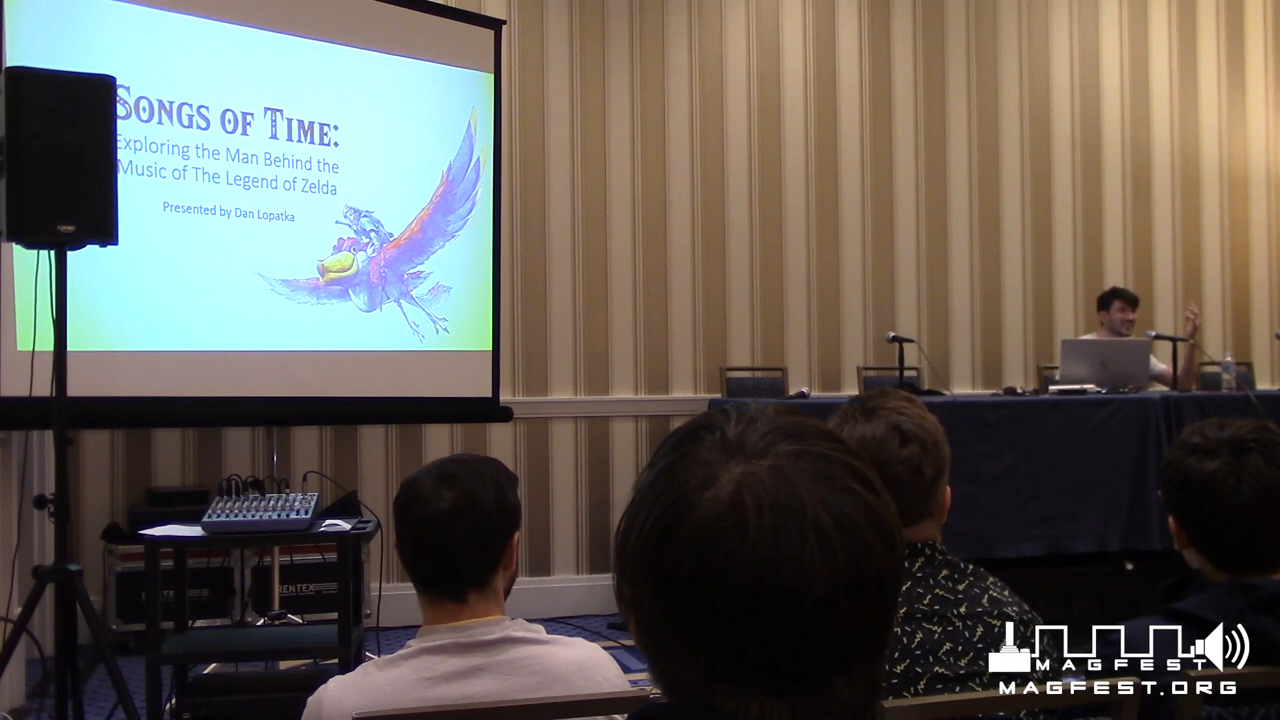 SONGS OF TIME:
Exploring the Man Behind the
Music of The Legend of Zelda
Presented by Dan Lopatka
RENTEX
MAGFEST
MAGFEST.ORG